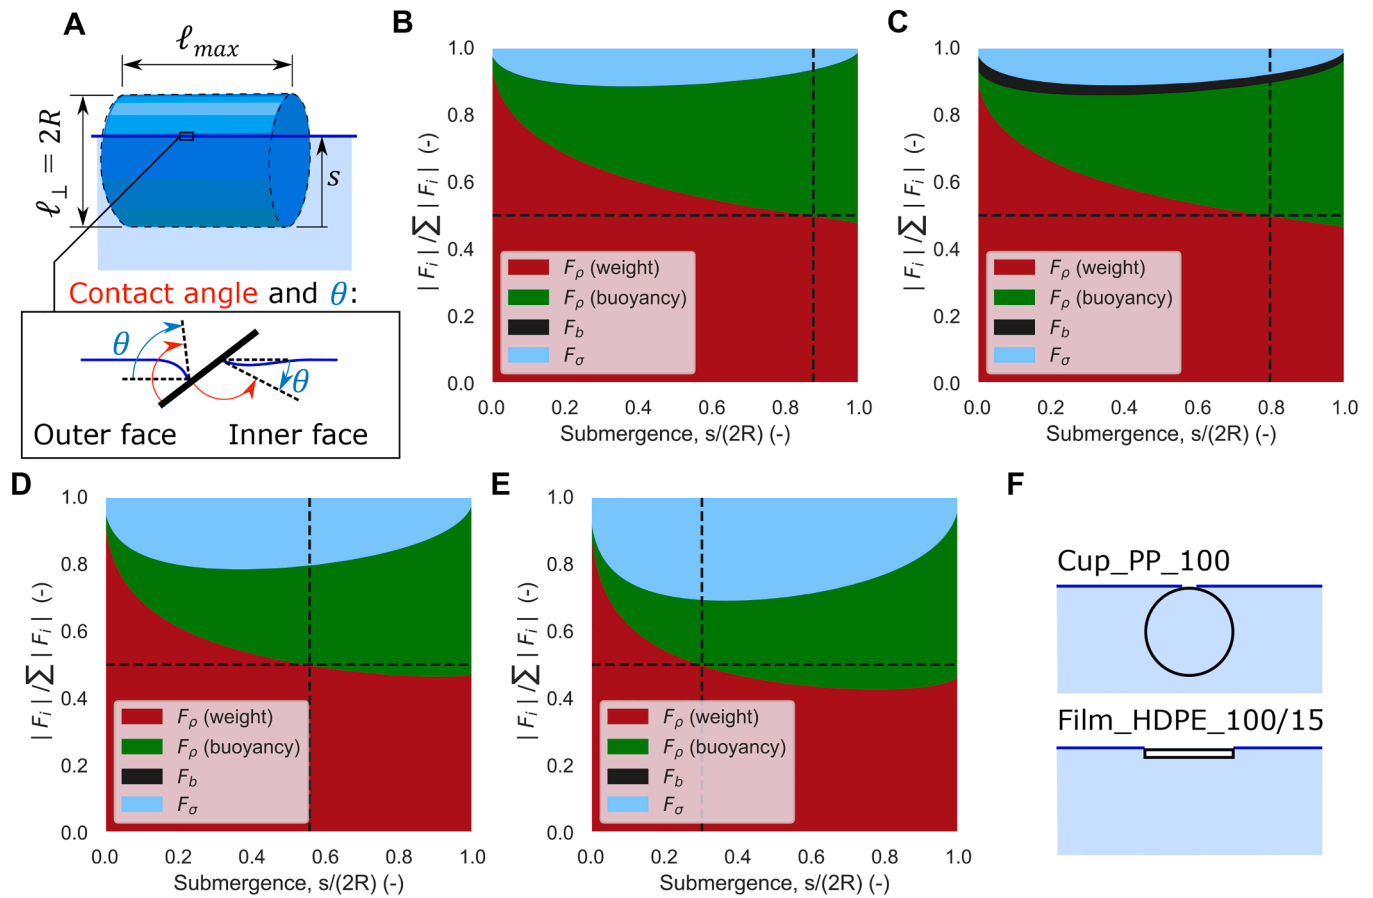 A
ℓmax
ℓ⊥ = 2R
s
Contact angle and θ:
θ
θ
Outer face
Inner face
B
1.0
0.8
0.6
0.4
0.2
0.0
| Fi | /∑ | Fi | (-)
Fρ (weight)
Fρ (buoyancy)
Fb
Fσ
0.0 0.2 0.4 0.6 0.8 1.0
Submergence, s/(2R) (-)
C
1.0
0.8
0.6
0.4
0.2
0.0
| Fi | /∑ | Fi | (-)
Fρ (weight)
Fρ (buoyancy)
Fb
Fσ
0.0 0.2 0.4 0.6 0.8 1.0
Submergence, s/(2R) (-)
D
1.0
0.8
0.6
0.4
0.2
0.0
| Fi | /∑ | Fi | (-)
Fρ (weight)
Fρ (buoyancy)
Fb
Fσ
0.0 0.2 0.4 0.6 0.8 1.0
Submergence, s/(2R) (-)
E
1.0
0.8
0.6
0.4
0.2
0.0
| Fi | /∑ | Fi | (-)
Fρ (weight)
Fρ (buoyancy)
Fb
Fσ
0.0 0.2 0.4 0.6 0.8 1.0
Submergence, s/(2R) (-)
F
Cup_PP_100
Film_HDPE_100/15